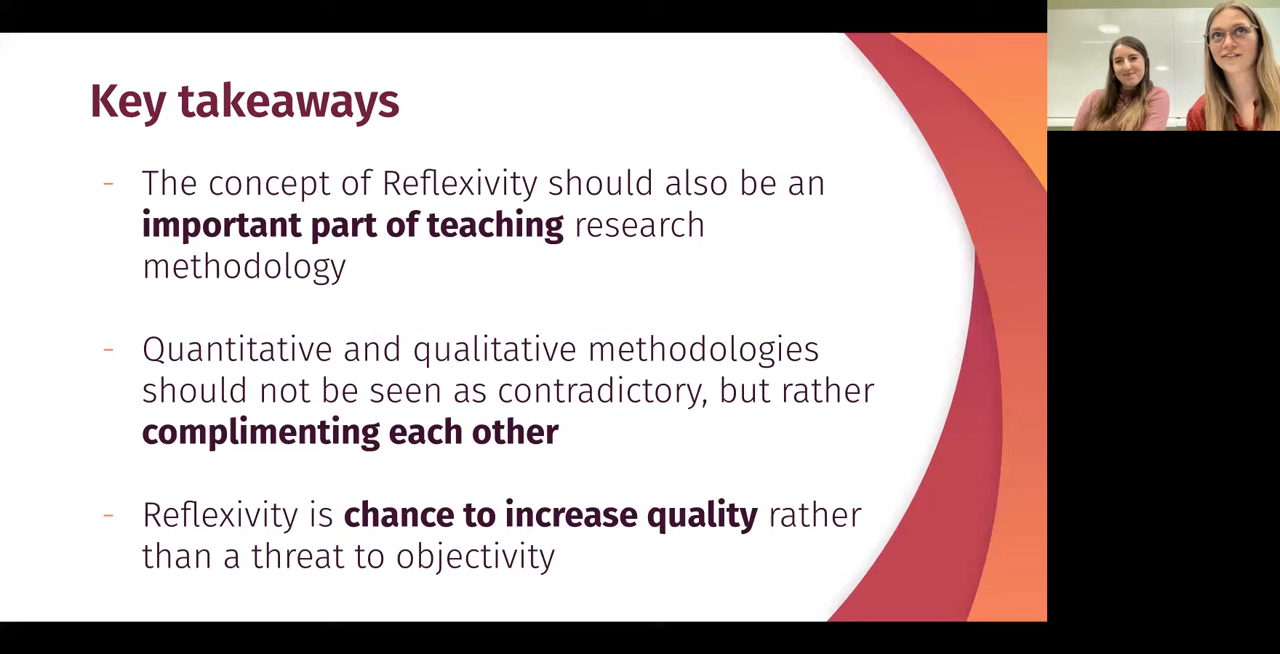 Key takeaways
- The concept of Reflexivity should also be an
important part of teaching research
methodology
- Quantitative and qualitative methodologies
should not be seen as contradictory, but rather
complimenting each other
- Reflexivity is chance to increase quality rather
than a threat to objectivity